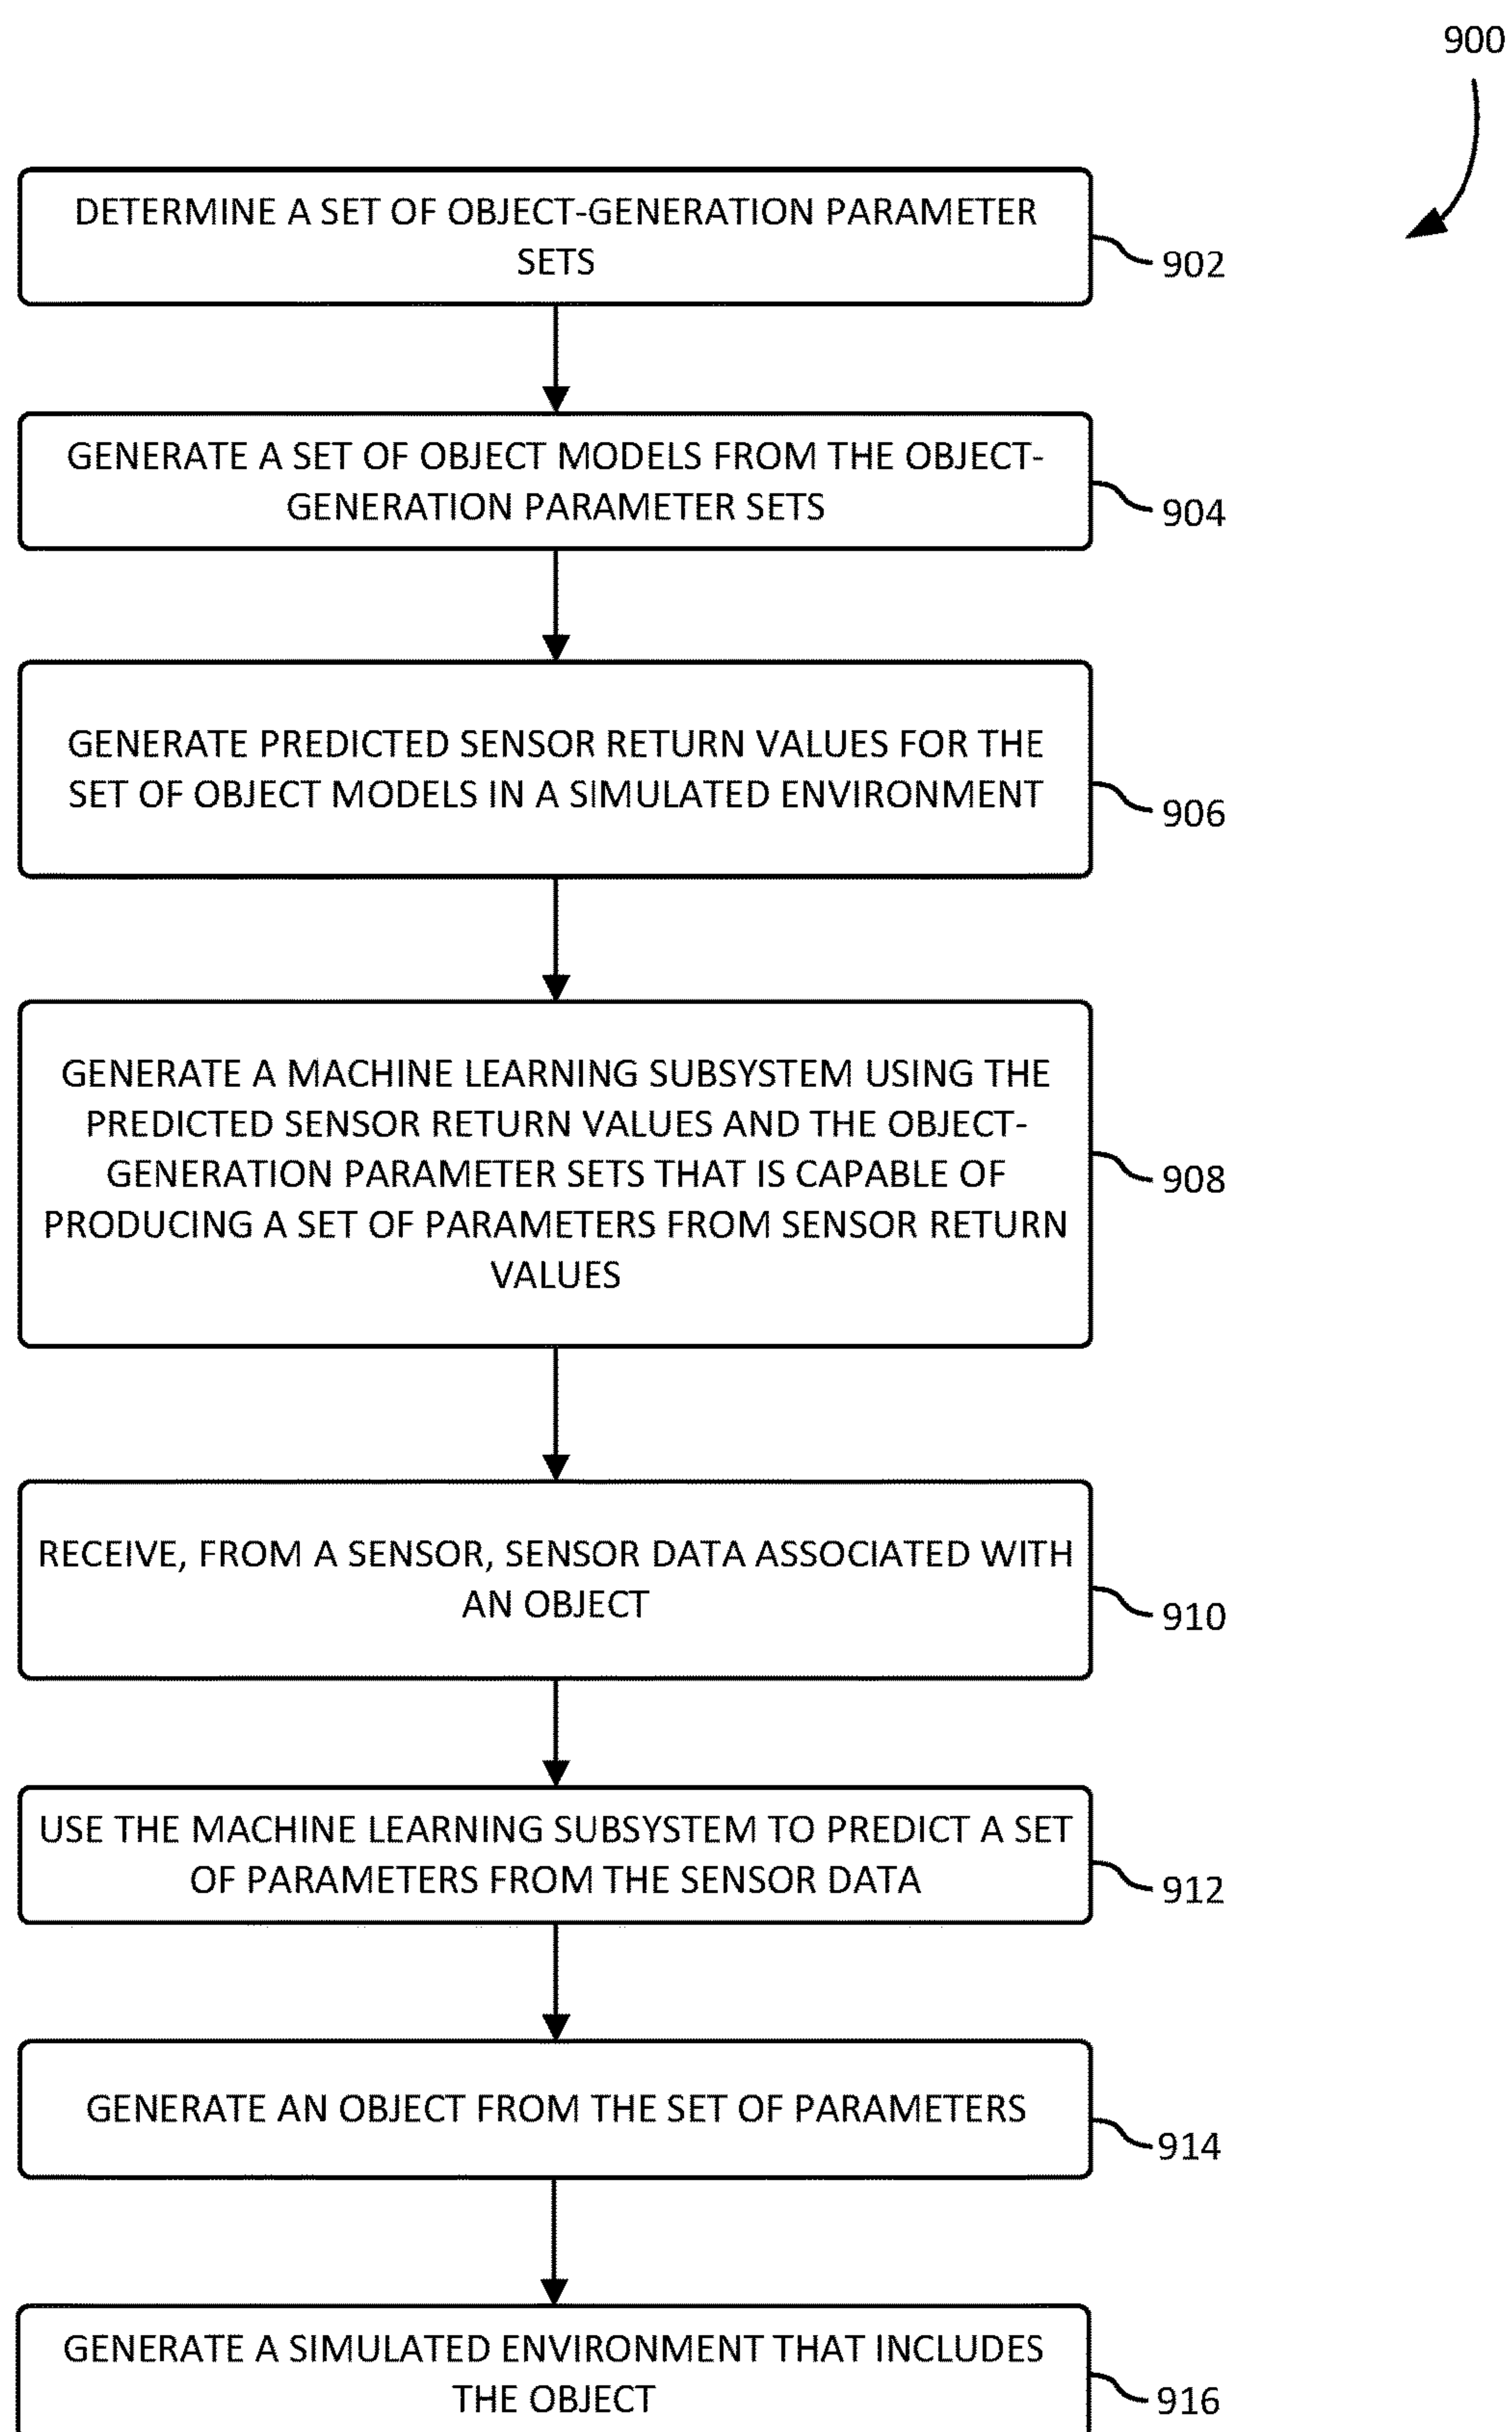 900
DETERMINE A SET OF OBJECT-GENERATION PARAMETER
SETS
902
GENERATE A SET OF OBJECT MODELS FROM THE OBJECT-
GENERATION PARAMETER SETS
904
GENERATE PREDICTED SENSOR RETURN VALUES FOR THE
SET OF OBJECT MODELS IN A SIMULATED ENVIRONMENT
906
GENERATE A MACHINE LEARNING SUBSYSTEM USING THE
PREDICTED SENSOR RETURN VALUES AND THE OBJECT-
GENERATION PARAMETER SETS THAT IS CAPABLE OF
PRODUCING A SET OF PARAMETERS FROM SENSOR RETURN
VALUES
908
RECEIVE, FROM A SENSOR, SENSOR DATA ASSOCIATED WITH
AN OBJECT
910
USE THE MACHINE LEARNING SUBSYSTEM TO PREDICT A SET
OF PARAMETERS FROM THE SENSOR DATA
912
GENERATE AN OBJECT FROM THE SET OF PARAMETERS
914
GENERATE A SIMULATED ENVIRONMENT THAT INCLUDES
THE OBJECT
916